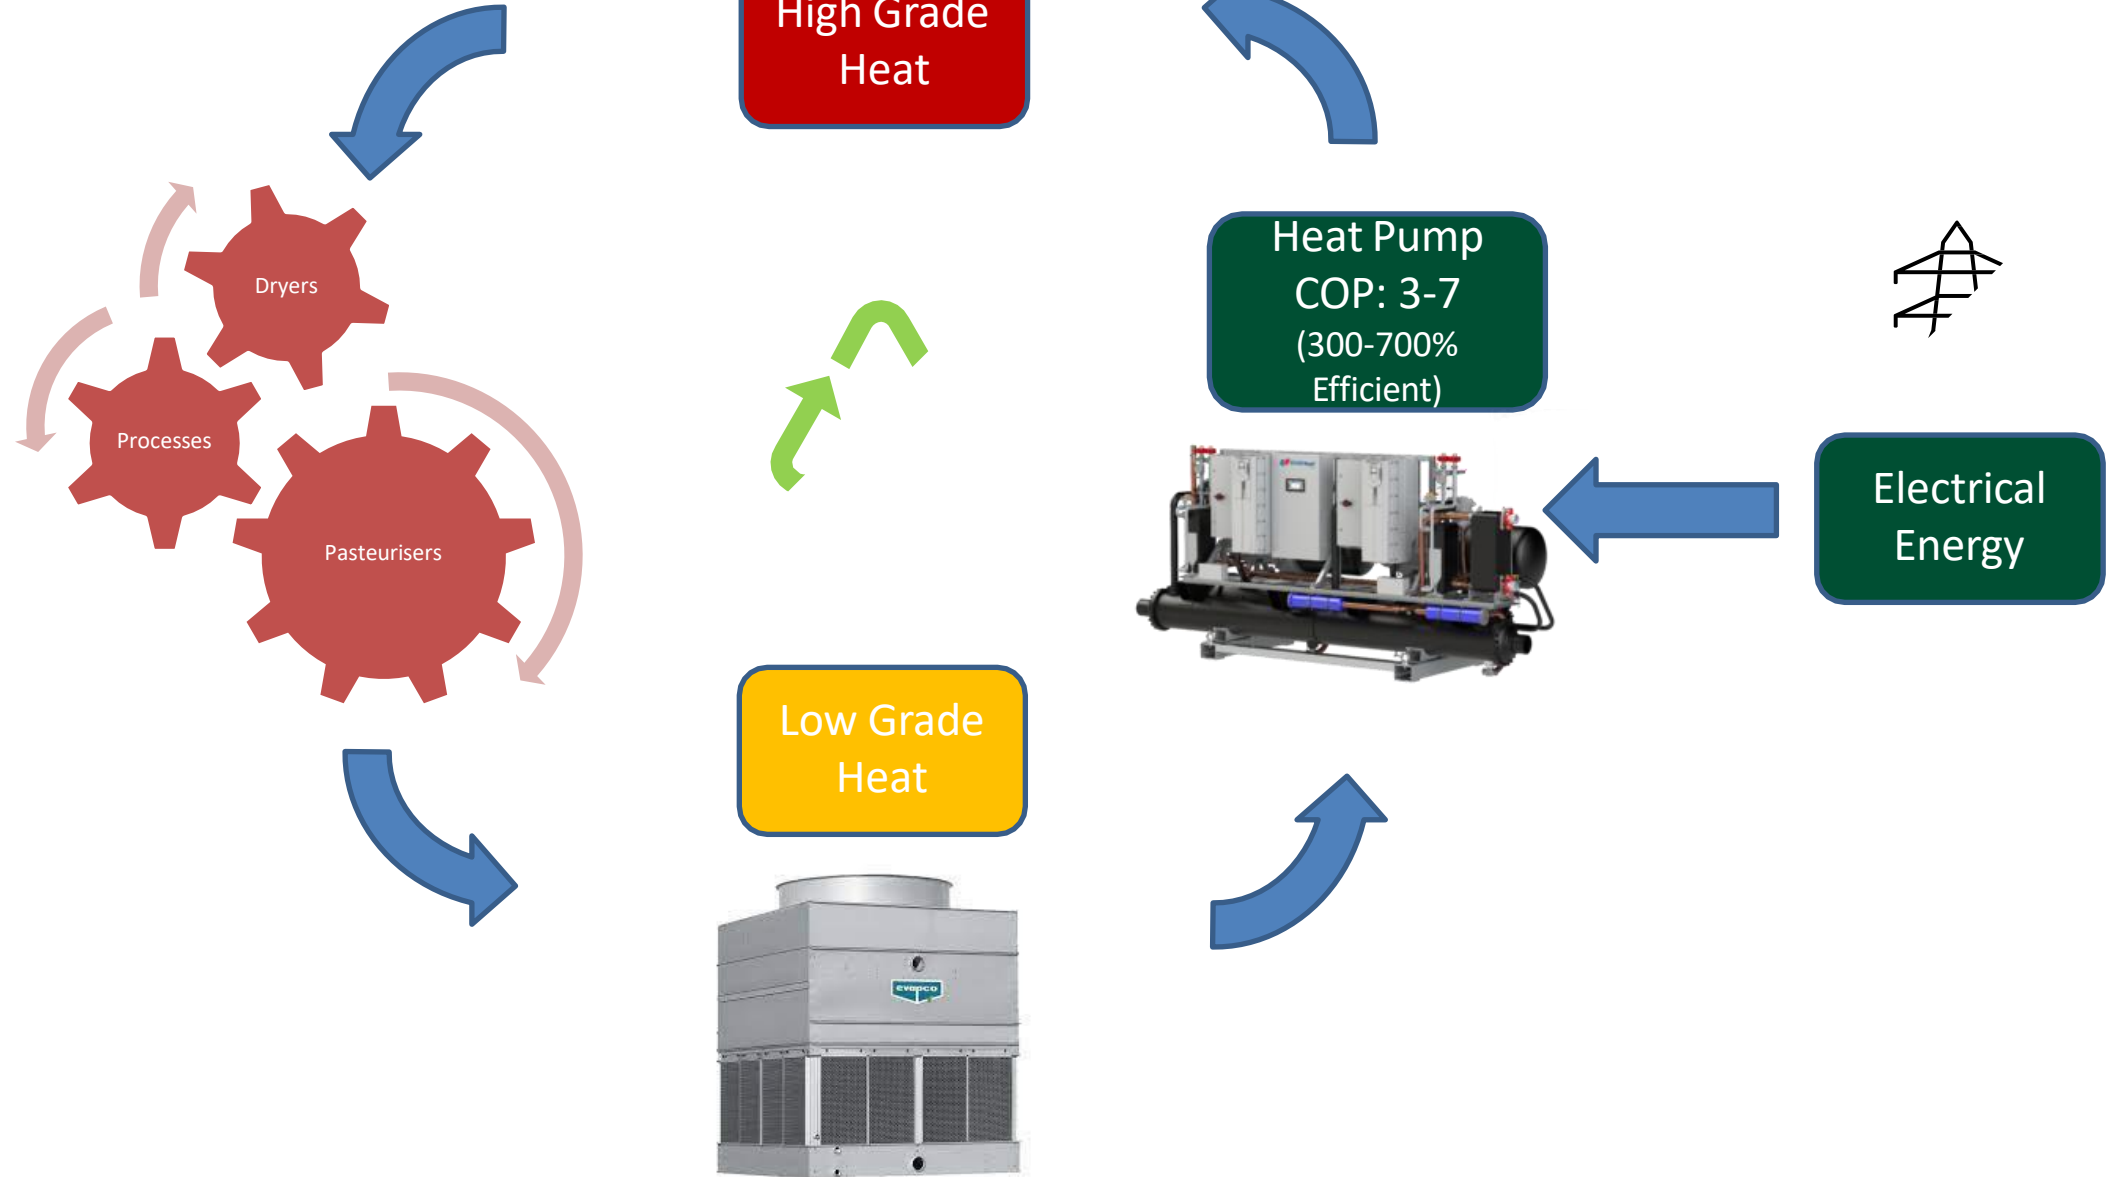 High Grade
Heat
Heat Pump
COP: 3-7
(300-700%
Efficient)
Dryers
Processes
Pasteurisers
Electrical
Energy
Low Grade
Heat
evapco